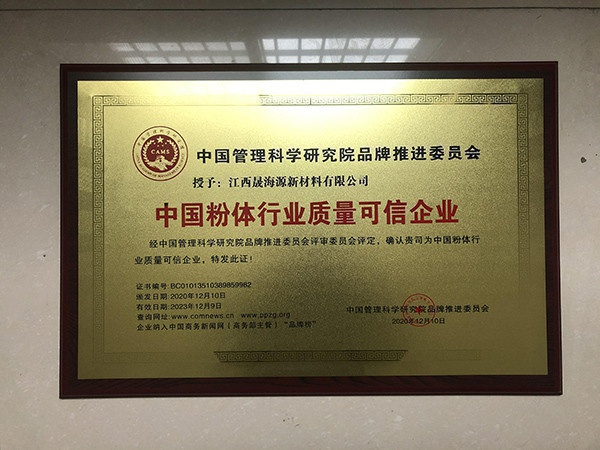 CAMS
中国管理科学研究院品牌推进委员会
授予：江西晟海源新材料有限公司
中国粉体行业质量可信企业
经中国管理科学研究院品牌推进委员会评审委员会评定，确认贵司为中国粉体行
业质量可信企业，特发此证！
证书编号：BC01013510389859982
颁发日期：2020年12月10日
有效日期：2023年12月9日
查询网址：www.comnews.cn www.ppzg.org
企业纳入中国商务新闻网（商务部主管）“品牌榜”
中国管理科学研究院品牌推进委员会
2020年12月10日